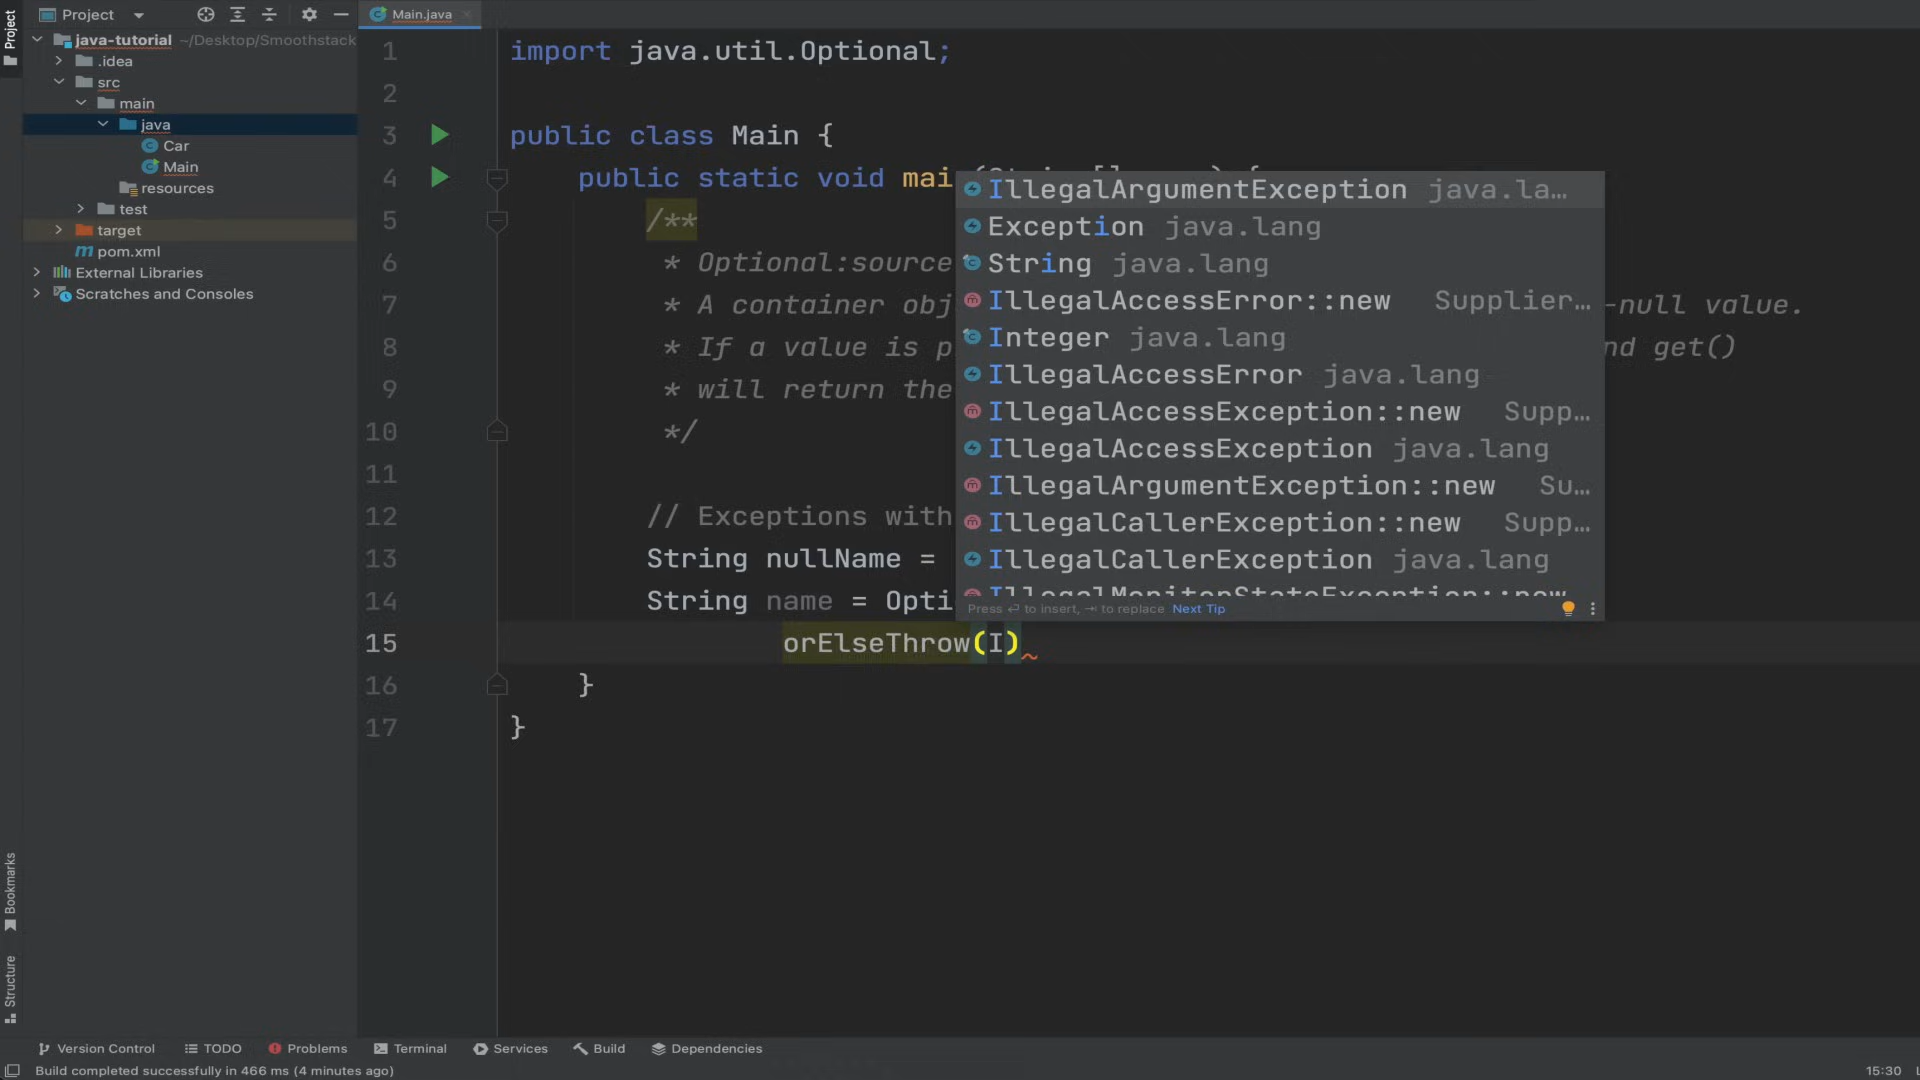 Project
Project
java-tutorial ~/Desktop/Smoothstack
.idea
src
main
java
Car
Main
resources
test
target
pom.xml
External Libraries
Scratches and Consoles
Bookmarks
Structure
Main.java
1 import java.util.Optional;
2
3 public class Main {
4 public static void mai
5 /**
6 * Optional:source
7 * A container obj -null value.
8 * If a value is p nd get()
9 * will return the
10 */
11
12 // Exceptions with
13 String nullName =
14 String name = Opti
15 orElseThrow(I)
16 }
17 }
IllegalArgumentException java.la…
Exception java.lang
String java.lang
IllegalAccessError::new Supplier…
Integer java.lang
IllegalAccessError java.lang
IllegalAccessException::new Supp…
IllegalAccessException java.lang
IllegalArgumentException::new Su…
IllegalCallerException::new Supp…
IllegalCallerException java.lang
IllegalMonitorStateException::new
Press ↩ to insert, ⇥ to replace Next Tip
Version Control TODO Problems Terminal Services Build Dependencies
Build completed successfully in 466 ms (4 minutes ago) 15:30